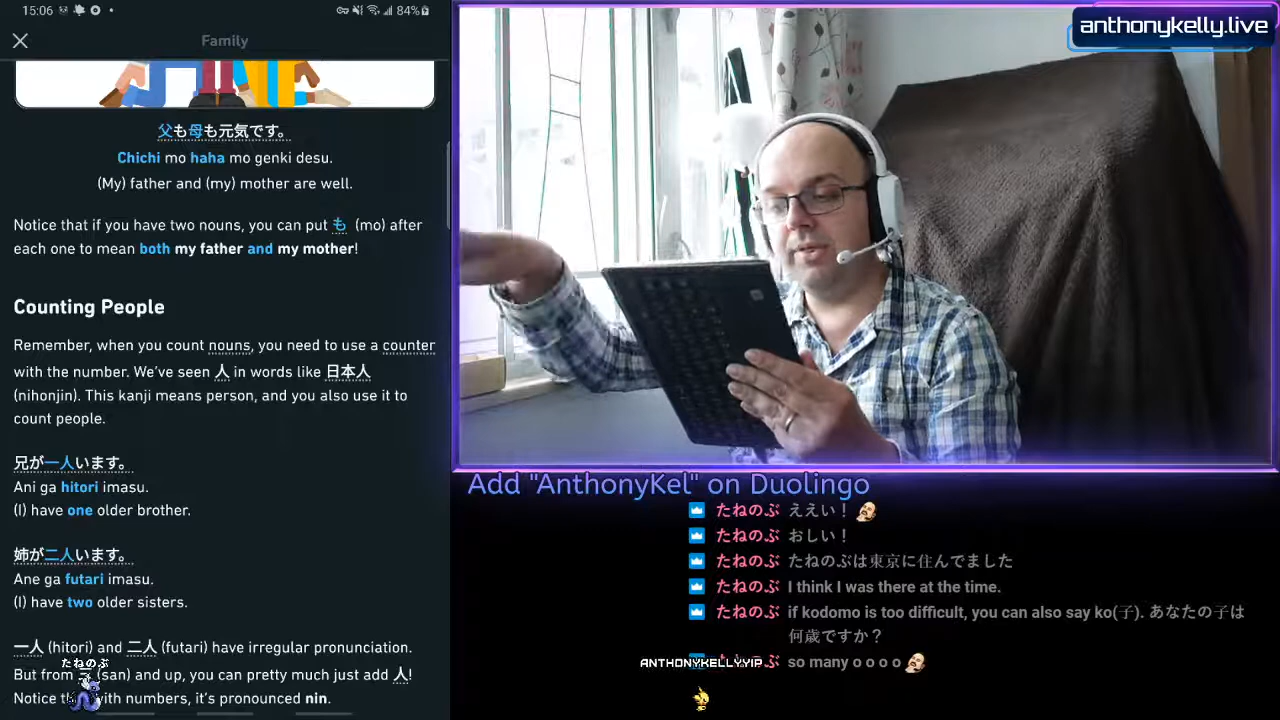 15:06
84%
Family
父も母も元気です。
Chichi mo haha mo genki desu.
(My) father and (my) mother are well.
Notice that if you have two nouns, you can put も (mo) after
each one to mean both my father and my mother!
Counting People
Remember, when you count nouns, you need to use a counter
with the number. We've seen 人 in words like 日本人
(nihonjin). This kanji means person, and you also use it to
count people.
兄が一人います。
Ani ga hitori imasu.
(I) have one older brother.
姉が二人います。
Ane ga futari imasu.
(I) have two older sisters.
一人 (hitori) and 二人 (futari) have irregular pronunciation.
たねのぶ
But from (san) and up, you can pretty much just add 人!
Notice with numbers, it's pronounced nin.
anthonykelly.live
Add "AnthonyKel" on Duolingo
たねのぶ ええい！
たねのぶ おしい！
たねのぶ たねのぶは東京に住んでました
たねのぶ I think I was there at the time.
たねのぶ if kodomo is too difficult, you can also say ko(子). あなたの子は
何歳ですか？
たねのぶ so many o o o o
ANTHONYKELLY.VIP